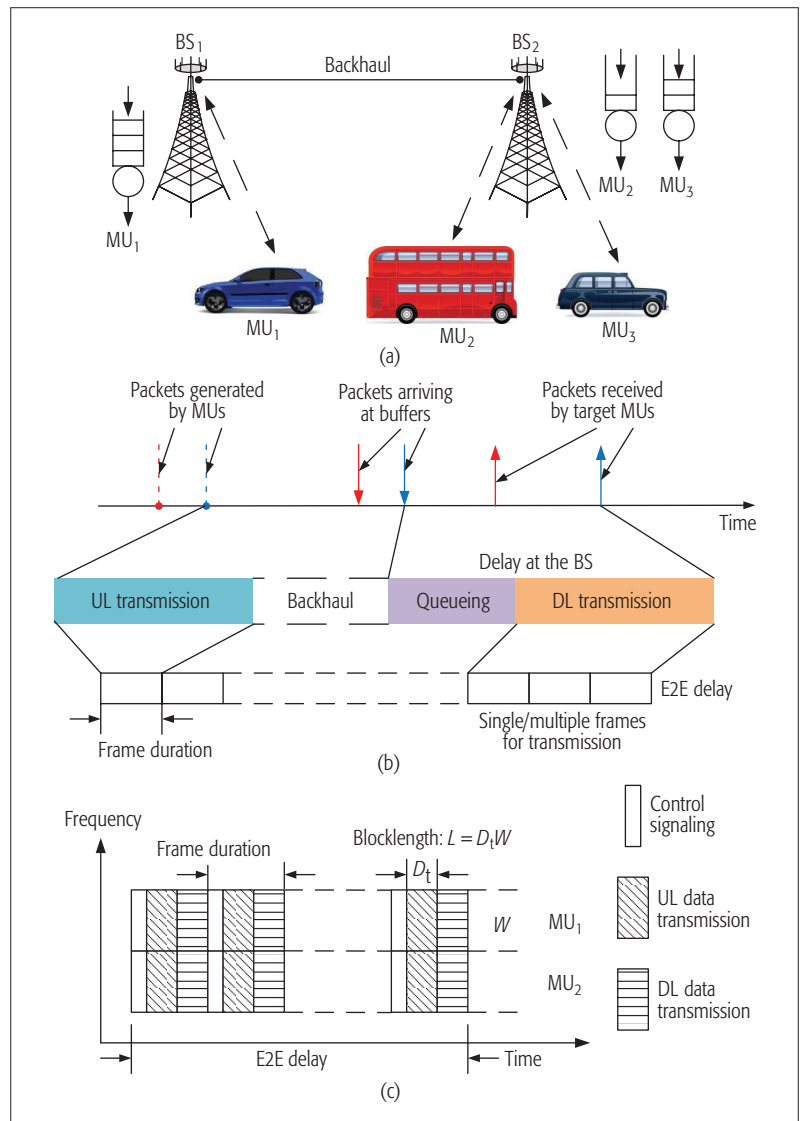 BS1
Backhaul
BS2
MU1
MU2
MU3
MU1
MU2
MU3
(a)
Packets generated
by MUs
Packets arriving
at buffers
Packets received
by target MUs
Time
Delay at the BS
UL transmission
Backhaul
Queueing
DL transmission
E2E delay
Frame duration
Single/multiple frames
for transmission
(b)
Frequency
Frame duration
Blocklength: L = DtW
Dt
W
MU1
MU2
E2E delay
Time
Control
signaling
UL data
transmission
DL data
transmission
(c)